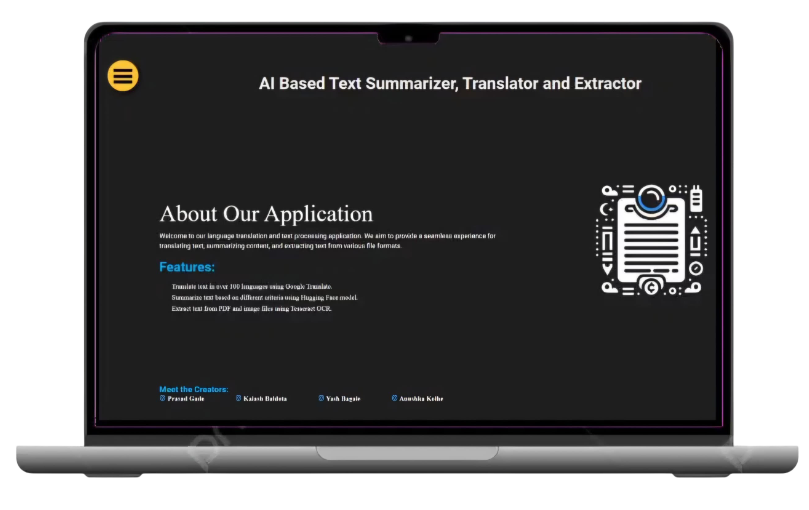 AI Based Text Summarizer, Translator and Extractor
About Our Application
Welcome to our language translation and text processing application. We aim to provide a seamless experience for
translating text, summarizing content, and extracting text from various file formats.
Features:
Translate text in over 100 languages using Google Translate.
Summarize text based on different criteria using Hugging Face model.
Extract text from PDF and image files using Tesseract OCR.
Meet the Creators:
Prasad Gade Kalash Baldota Yash Bagale Anushka Kolhe